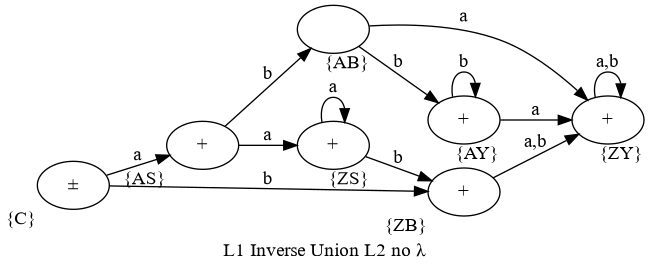 a
{AB}
b
b
b
a,b
+
a
+
{AY}
{ZY}
a
+
a
+
b
a,b
a
{AS}
{ZS}
±
b
+
{C}
{ZB}
L1 Inverse Union L2 no λ